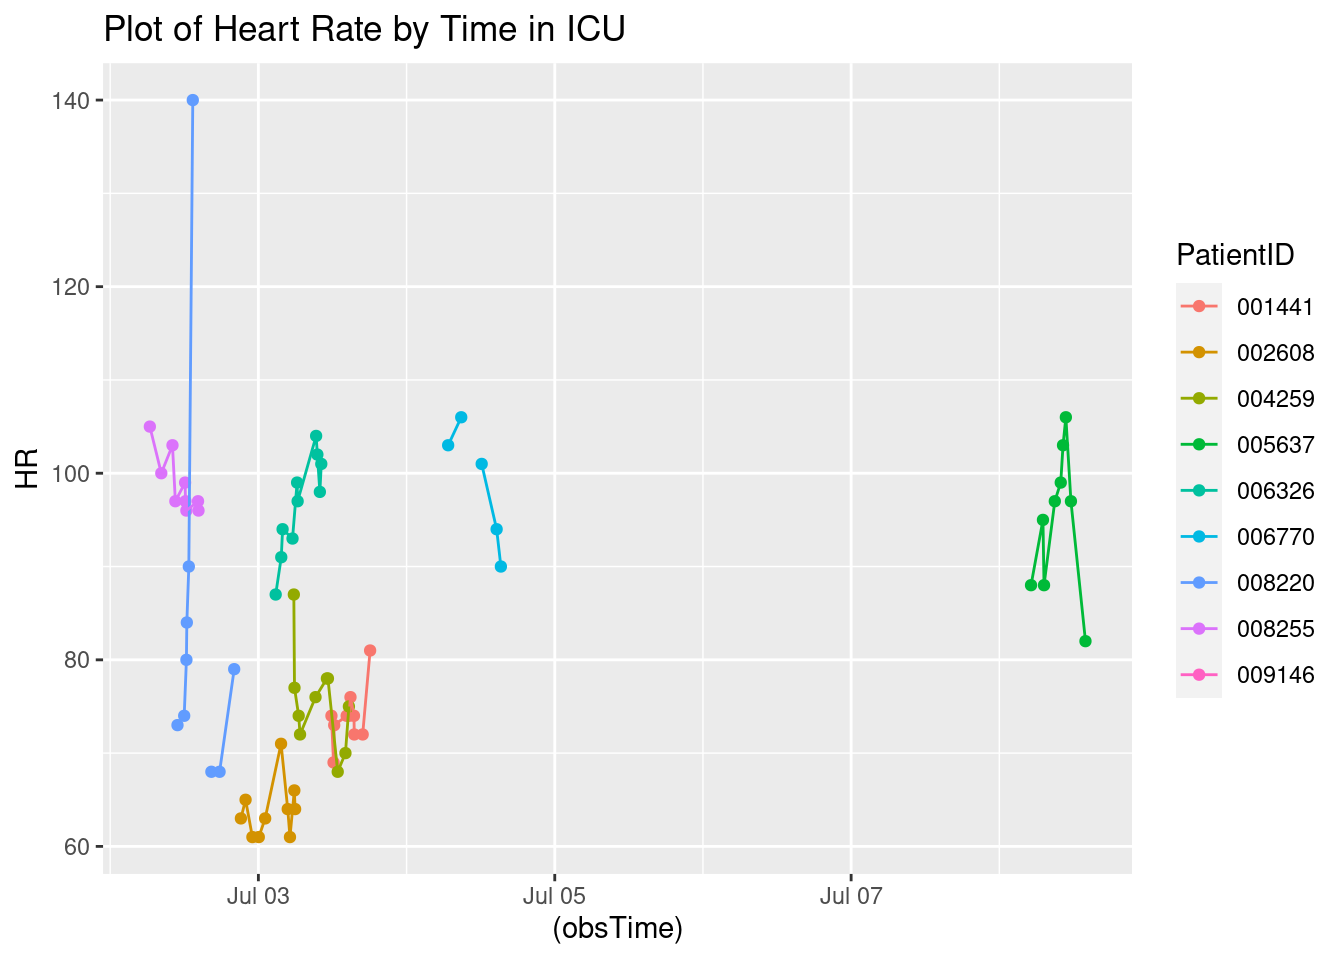 Plot of Heart Rate by Time in ICU
HR
140
120
100
80
60
Jul 03
Jul 05
Jul 07
(obsTime)
PatientID
001441
002608
004259
005637
006326
006770
008220
008255
009146